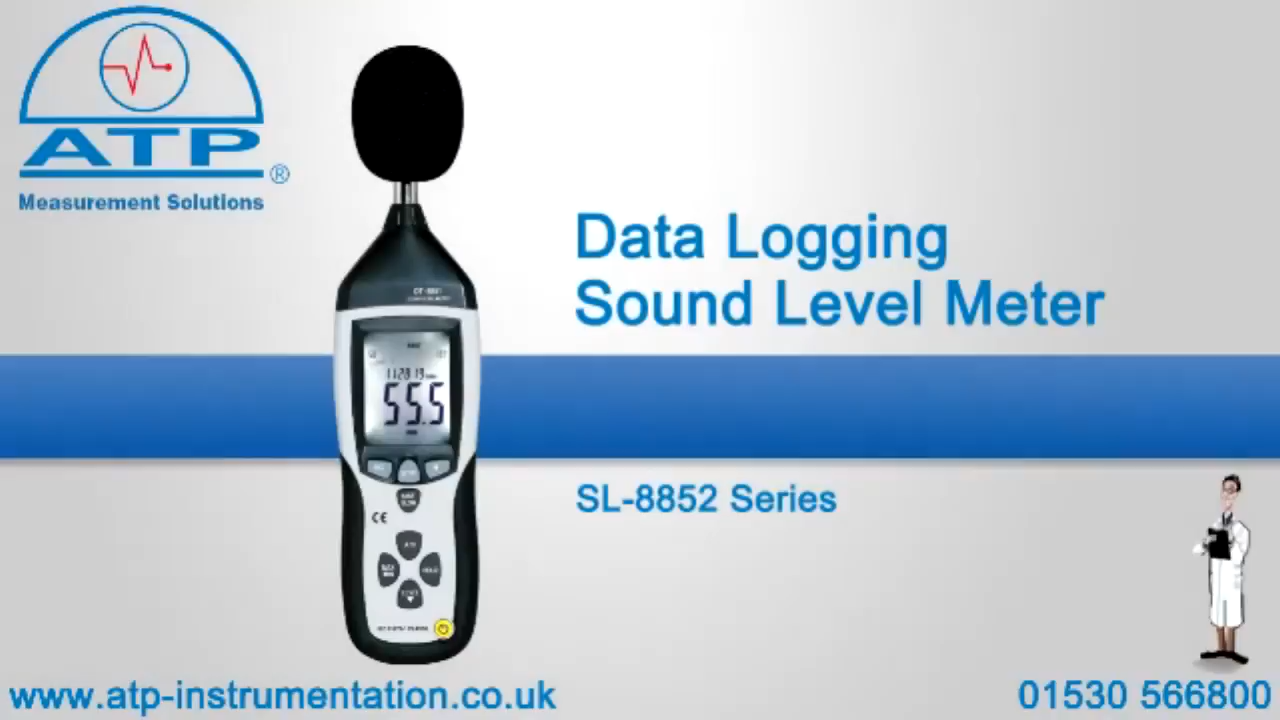 ATP®
Measurement Solutions
Data Logging
Sound Level Meter
55.5
CE
SL-8852 Series
www.atp-instrumentation.co.uk
01530 566800